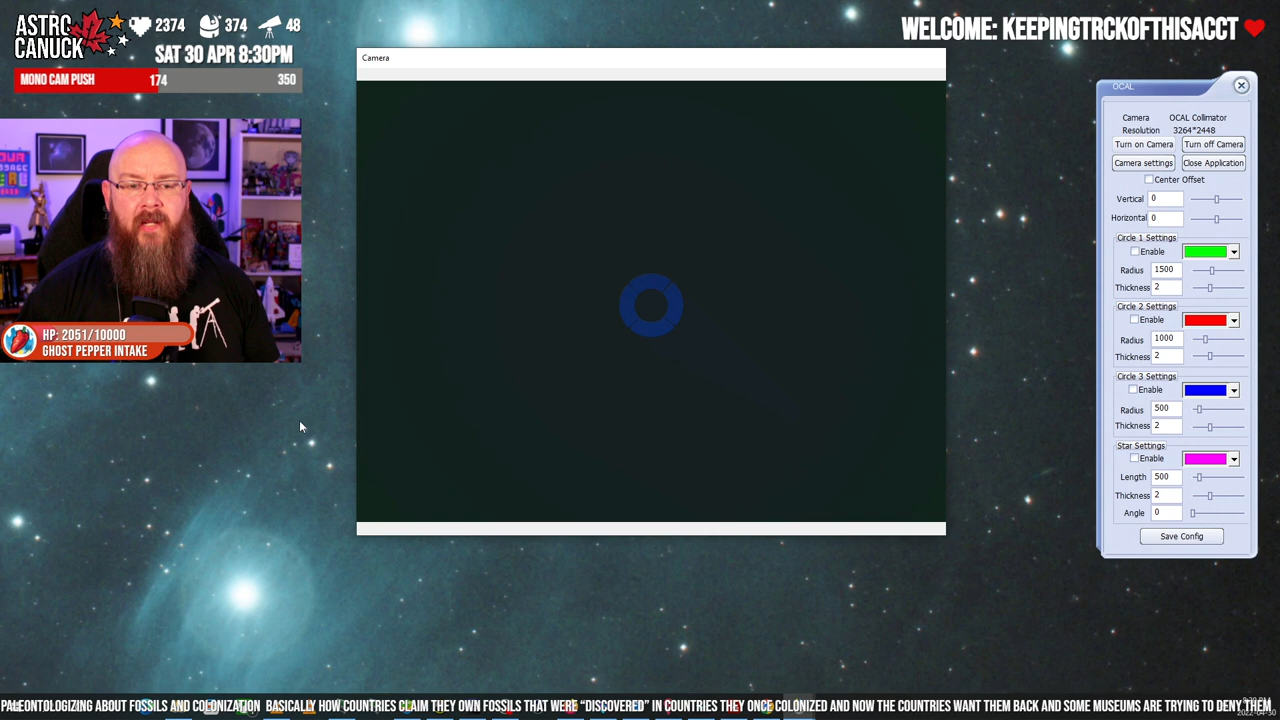 ASTRO
CANUCK
2374 374 48
SAT 30 APR 8:30PM
MONO CAM PUSH 174 350
WELCOME: KEEPINGTRCKOFTHISACCT
HP: 2051/10000
GHOST PEPPER INTAKE
Camera
OCAL
Camera OCAL Collimator
Resolution 3264*2448
Turn on Camera Turn off Camera
Camera settings Close Application
Center Offset
Vertical 0
Horizontal 0
Circle 1 Settings
Enable
Radius 1500
Thickness 2
Circle 2 Settings
Enable
Radius 1000
Thickness 2
Circle 3 Settings
Enable
Radius 500
Thickness 2
Star Settings
Enable
Length 500
Thickness 2
Angle 0
Save Config
PALEONTOLOGIZING ABOUT FOSSILS AND COLONIZATION BASICALLY HOW COUNTRIES CLAIM THEY OWN FOSSILS THAT WERE “DISCOVERED” IN COUNTRIES THEY ONCE COLONIZED AND NOW THE COUNTRIES WANT THEM BACK AND SOME MUSEUMS ARE TRYING TO DENY THEM
2022-04-30